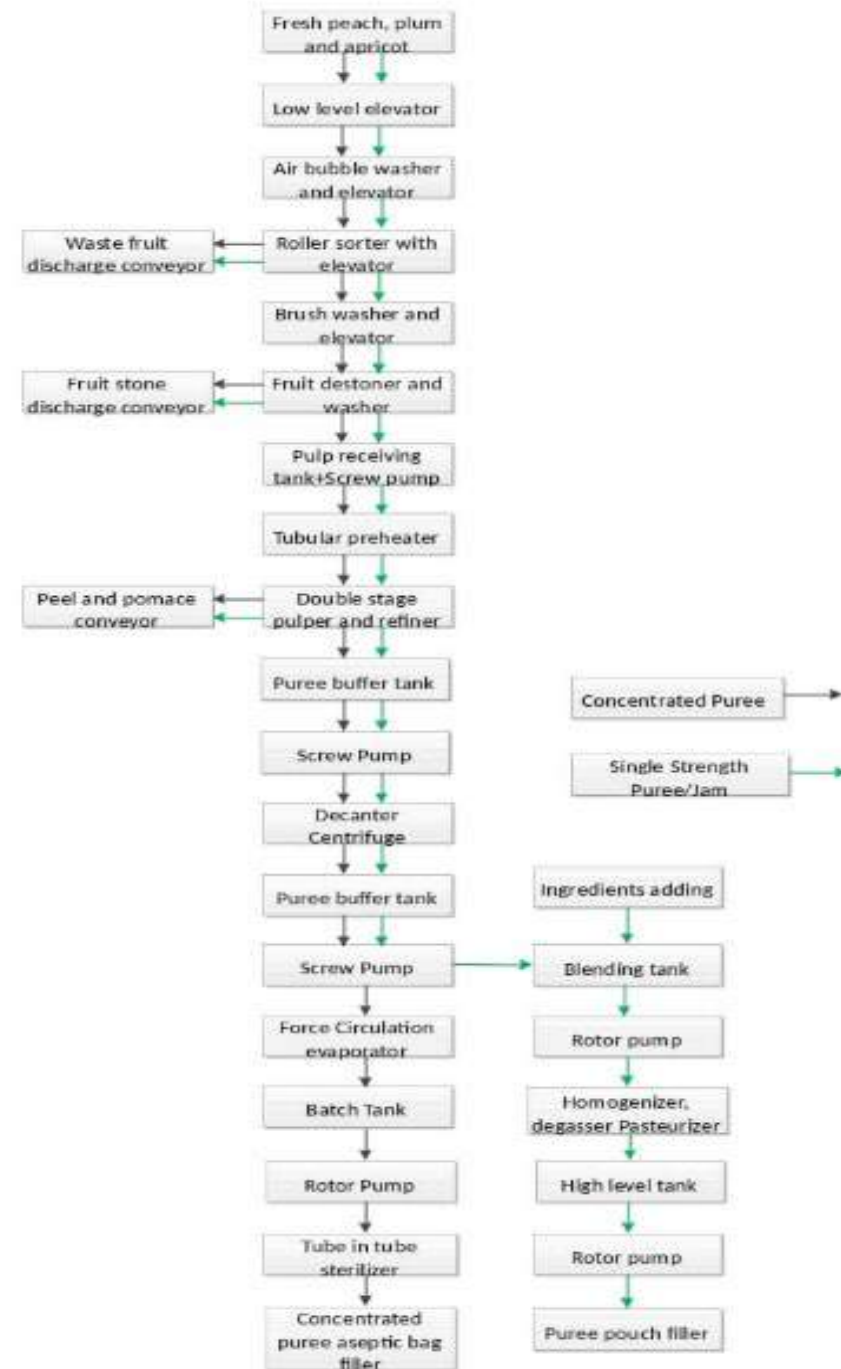 Fresh peach, plum
and apricot
Low level elevator
Air bubble washer
and elevator
Waste fruit
discharge conveyor
Roller sorter with
elevator
Brush washer and
elevator
Fruit stone
discharge conveyor
Fruit destoner and
washer
Pulp receiving
tank+Screw pump
Tubular preheater
Peel and pomace
conveyor
Double stage
pulper and refiner
Puree buffer tank
Concentrated Puree
Screw Pump
Single Strength
Puree/Jam
Decanter
Centrifuge
Puree buffer tank
Ingredients adding
Screw Pump
Blending tank
Force Circulation
evaporator
Rotor pump
Batch Tank
Homogenizer,
degasser Pasteurizer
Rotor Pump
High level tank
Tube in tube
sterilizer
Rotor pump
Concentrated
puree aseptic bag
filler
Puree pouch filler